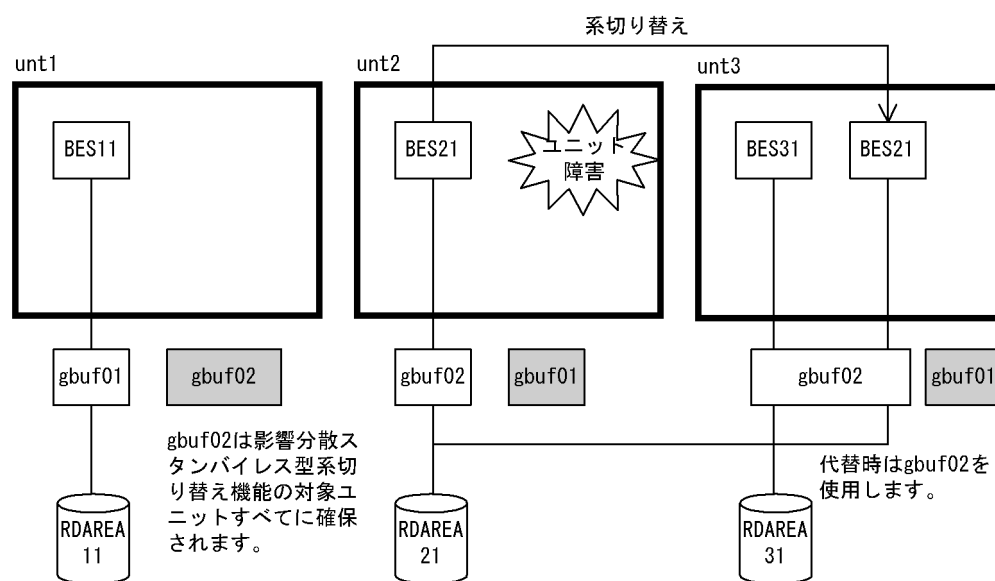 系切り替え
unt1
unt2
unt3
BES11
BES21
ユニット
障害
BES31
BES21
gbuf01
gbuf02
gbuf02
gbuf01
gbuf02
gbuf01
gbuf02は影響分散ス
タンバイレス型系切
り替え機能の対象ユ
ニットすべてに確保
されます。
代替時はgbuf02を
使用します。
RDAREA
11
RDAREA
21
RDAREA
31